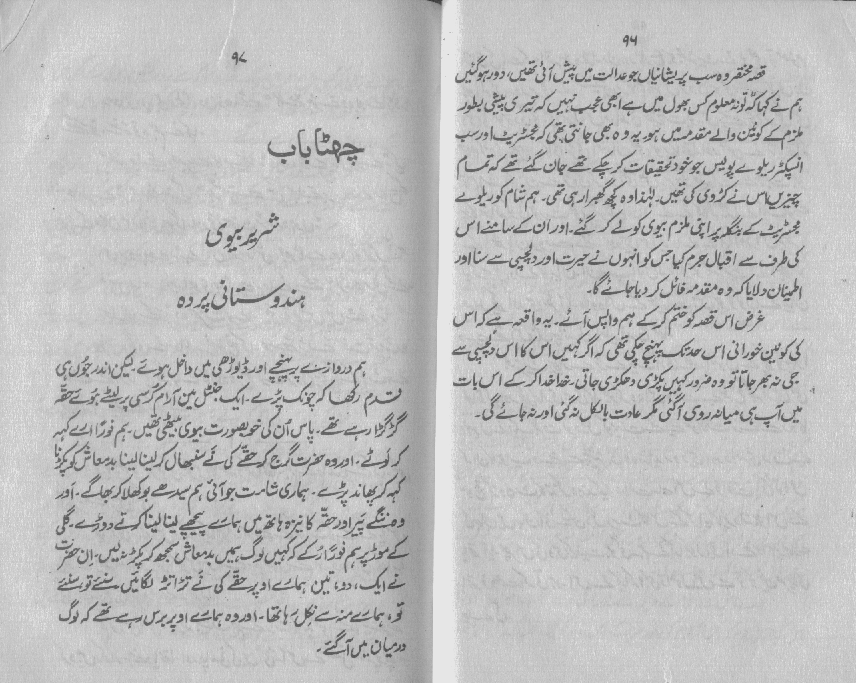 ۹۶
قصہ مختصر وہ سب پریشانیاں جو عدالت میں پیش آئی تھیں، دور ہوگئیں
ہم نے کہا کہ تو نہ معلوم کس بھول میں ہے ابھی عجب نہیں کہ تیری پیشی بطور
ملزم کے کونین والے مقدمہ میں ہو۔ یہ وہ بھی جانتی تھی کہ مجسٹریٹ اور سب
انسپکٹر ریلوے پولیس جو خود تحقیقات کر چکے تھے جان گئے تھے کہ تمام
چیزیں اس نے کڑوی کی تھیں۔ لہٰذا وہ کچھ گھبرا رہی تھی۔ ہم شام کو ریلوے
مجسٹریٹ کے بنگلہ پر اپنی ملزم بیوی کو لے کر گئے۔ اور ان کے سامنے اس
کی طرف سے اقبال جرم کیا جس کو انہوں نے حیرت اور دلچسپی سے سنا اور
اطمینان دلایا کہ وہ مقدمہ فائل کر دیا جائے گا۔
غرض اس قصہ کو ختم کر کے ہم واپس آئے۔ یہ واقعہ ہے کہ اس
کی کونین خورانی اس حد تک پہنچ چکی تھی کہ اگر کہیں اس کا اس دلچسپی سے
جی نہ بھر جاتا تو وہ ضرور کہیں پکڑی دھکڑی جاتی۔ خدا خدا کر کے اس بات
میں آپ ہی میانہ روی آگئی مگر عادت بالکل نہ گئی اور نہ جائے گی۔
۹۷
چھٹا باب
شریر بیوی
ہندوستانی پردہ
ہم دروازے پر پہنچے اور ڈیوڑھی میں داخل ہوئے لیکن اندر جوں ہی
قدم رکھا کہ چونک پڑے۔ ایک جنٹل مین آرام کرسی پر لیٹے ہوئے حقہ
گڑگڑا رہے تھے۔ پاس اُن کی خوبصورت بیوی بیٹھی تھیں۔ ہم فوراً ارے کہہ
کر لوٹے۔ اور وہ حضرت گرج کر حقے کی نے سنبھال کر لینا لینا بدمعاش کو پکڑنا
کہہ کر پھاند پڑے۔ ہماری شامت جو آئی ہم سیدھے بوکھلا کر بھاگے۔ اور
وہ ننگے پیر اور حقہ کا نیزہ ہاتھ میں ہمارے پیچھے لینا لینا کرتے دوڑے۔ گلی
کے موڑ پر ہم فوراً رُکے کہ کہیں لوگ ہمیں بدمعاش سمجھ کر پکڑ نہ لیں۔ ان حضرت
نے ایک، دو، تین ہمارے اوپر حقے کی نے تڑاتڑ لگائیں سنئے تو سنئے
تو، ہمارے منہ سے نکل رہا تھا۔ اور وہ ہمارے اوپر برس رہے تھے کہ لوگ
درمیان میں آگئے۔